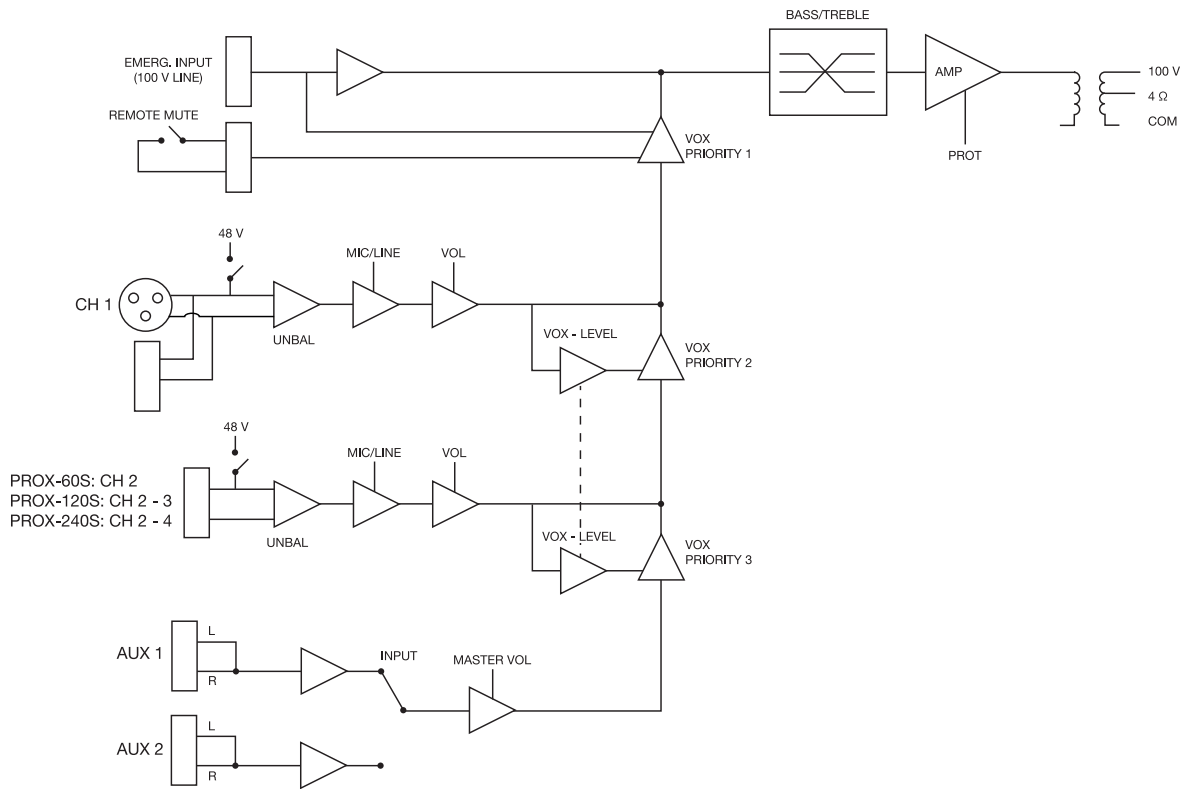 BASS/TREBLE
EMERG. INPUT
(100 V LINE)
AMP
100 V
4 Ω
COM
REMOTE MUTE
VOX
PRIORITY 1
PROT
48 V
MIC/LINE
VOL
CH 1
UNBAL
VOX - LEVEL
VOX
PRIORITY 2
48 V
MIC/LINE
VOL
PROX-60S: CH 2
PROX-120S: CH 2 - 3
PROX-240S: CH 2 - 4
UNBAL
VOX - LEVEL
VOX
PRIORITY 3
L
AUX 1
R
INPUT
MASTER VOL
L
AUX 2
R